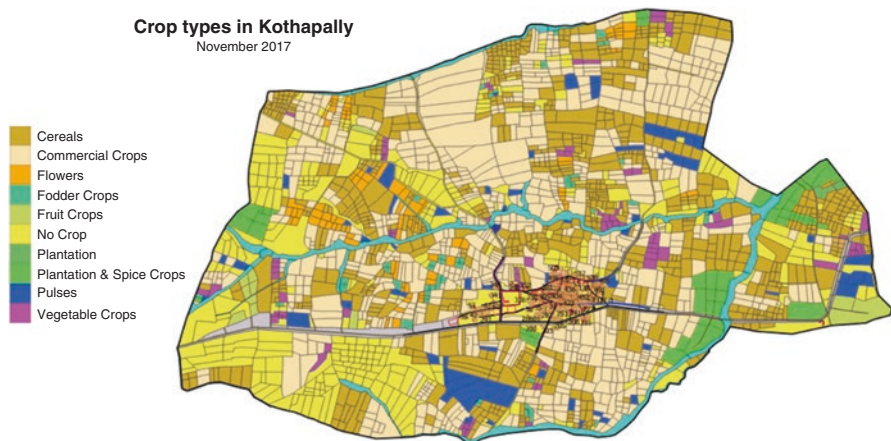 Crop types in Kothapally
November 2017
Cereals
Commercial Crops
Flowers
Fodder Crops
Fruit Crops
No Crop
Plantation
Plantation & Spice Crops
Pulses
Vegetable Crops